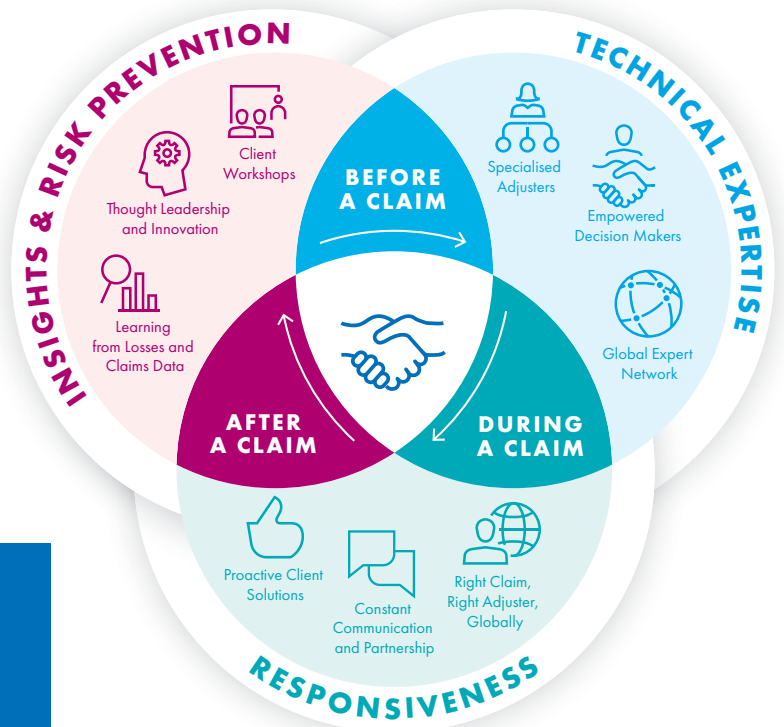 INSIGHTS & RISK PREVENTION
TECHNICAL EXPERTISE
Client
Workshops
Thought Leadership
and Innovation
Learning
from Losses and
Claims Data
BEFORE
A CLAIM
Specialised
Adjusters
Empowered
Decision Makers
Global Expert
Network
AFTER
A CLAIM
DURING
A CLAIM
Proactive Client
Solutions
Constant
Communication
and Partnership
Right Claim,
Right Adjuster,
Globally
RESPONSIVENESS